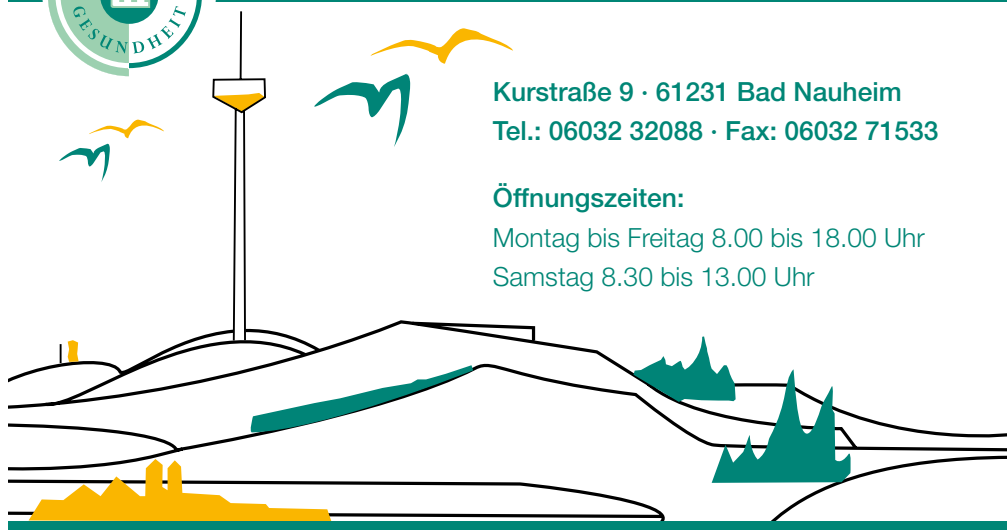 GESUNDHEIT
Kurstraße 9 · 61231 Bad Nauheim
Tel.: 06032 32088 · Fax: 06032 71533
Öffnungszeiten:
Montag bis Freitag 8.00 bis 18.00 Uhr
Samstag 8.30 bis 13.00 Uhr